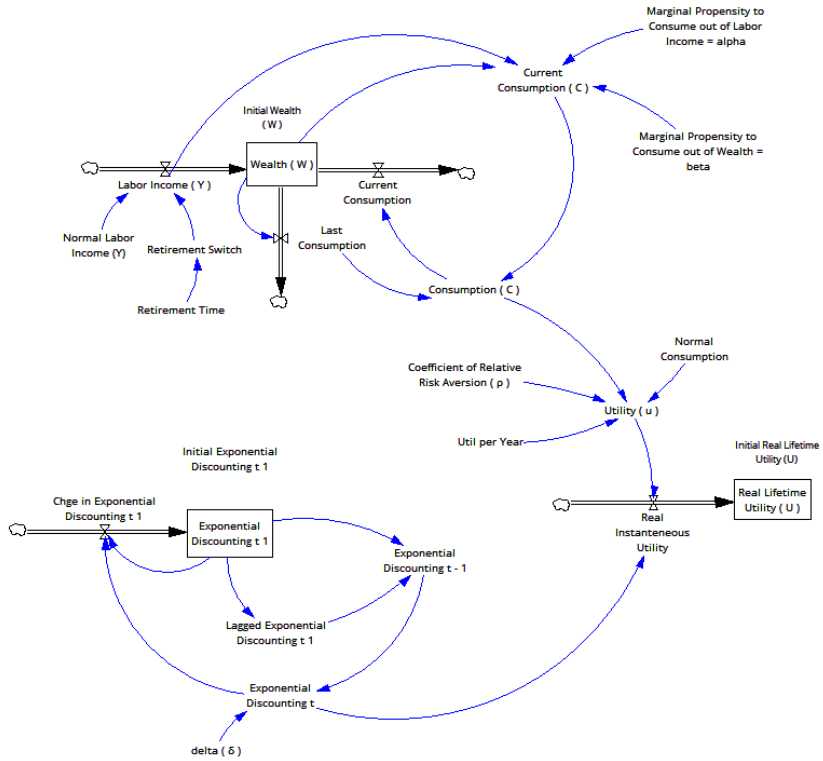 Marginal Propensity to
Consume out of Labor
Income = alpha
Current
Consumption ( C )
Initial Wealth
( W )
Marginal Propensity to
Consume out of Wealth =
beta
Wealth ( W )
Labor Income ( Y )
Current
Consumption
Normal Labor
Income (Y)
Retirement Switch
Last
Consumption
Retirement Time
Consumption ( C )
Normal
Consumption
Coefficient of Relative
Risk Aversion ( ρ )
Utility ( u )
Util per Year
Initial Exponential
Discounting t 1
Initial Real Lifetime
Utility (U)
Chge in Exponential
Discounting t 1
Exponential
Discounting t 1
Real Lifetime
Utility ( U )
Real
Instanteneous
Utility
Exponential
Discounting t - 1
Lagged Exponential
Discounting t 1
Exponential
Discounting t
delta ( δ )